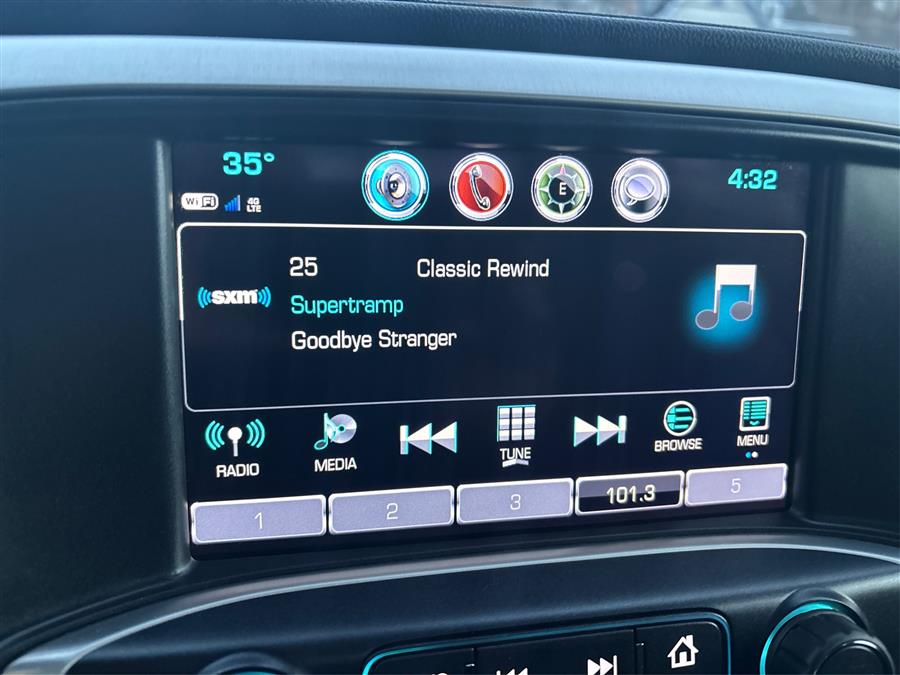 35°
4:32
WiFi 4G LTE
E
25 Classic Rewind
sxm
Supertramp
Goodbye Stranger
RADIO
MEDIA
TUNE
BROWSE
MENU
1
2
3
101.3
5